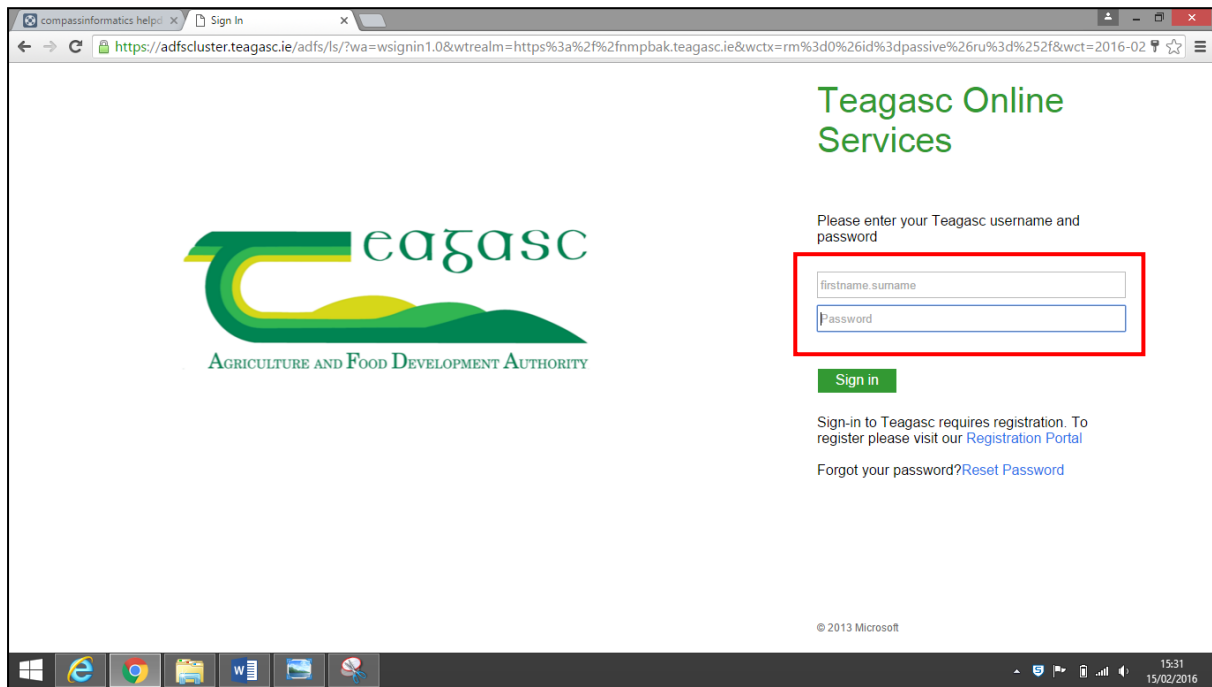 compassinformatics helpd
Sign In
https://adfscluster.teagasc.ie/adfs/ls/?wa=wsignin1.0&wtrealm=https%3a%2f%2fnmpbak.teagasc.ie&wctx=rm%3d0%26id%3dpassive%26ru%3d%252f&wct=2016-02
Teagasc Online
Services
Please enter your Teagasc username and
password
firstname.surname
Password
Sign in
Sign-in to Teagasc requires registration. To
register please visit our Registration Portal
Forgot your password?Reset Password
eagasc
Agriculture and Food Development Authority
© 2013 Microsoft
15:31
15/02/2016